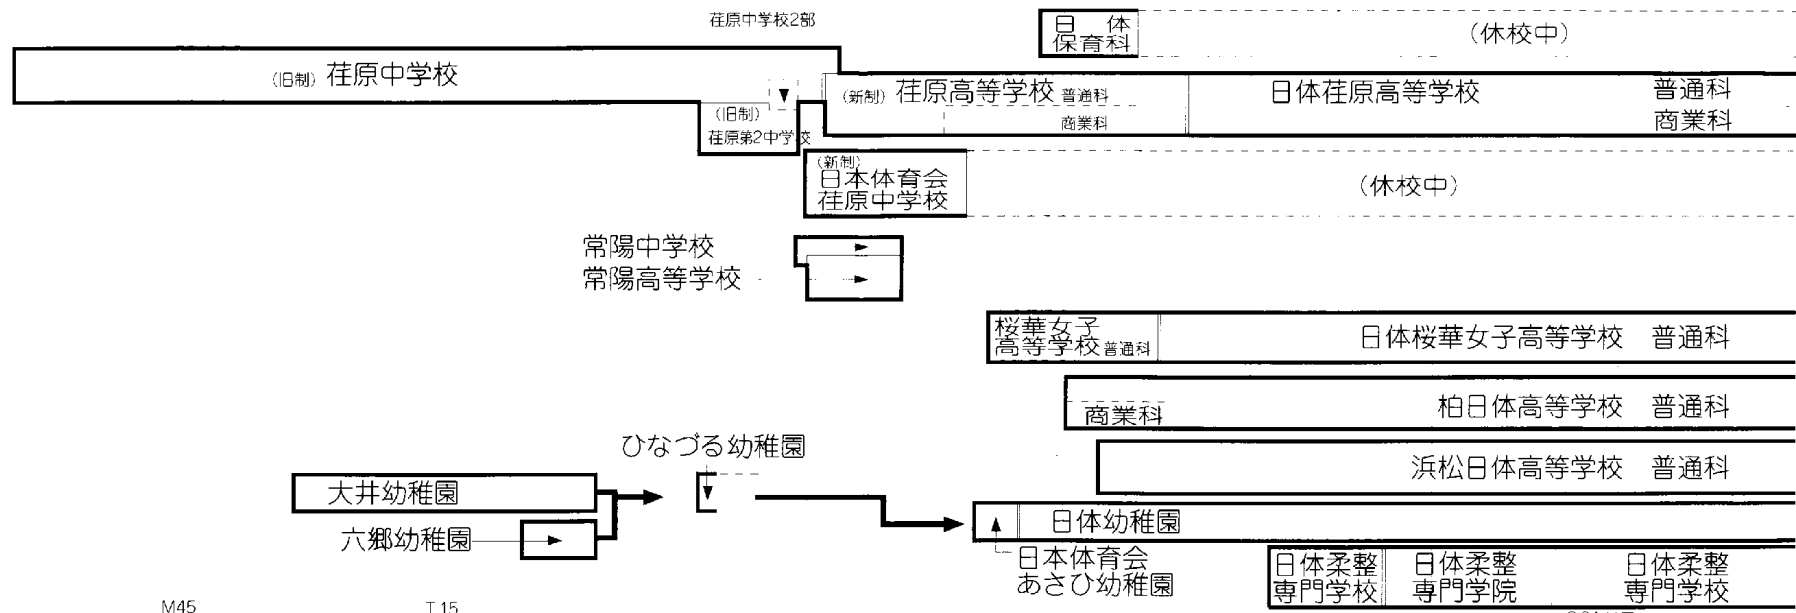 荏原中学校2部
日体
保育科
(休校中)
(旧制) 荏原中学校
(新制) 荏原高等学校 普通科
商業科
日体荏原高等学校 普通科
商業科
(旧制)
荏原第2中学校
(新制)
日本体育会
荏原中学校
(休校中)
常陽中学校
常陽高等学校
桜華女子
高等学校 普通科
日体桜華女子高等学校 普通科
商業科
柏日体高等学校 普通科
浜松日体高等学校 普通科
ひなづる幼稚園
大井幼稚園
六郷幼稚園
日体幼稚園
日本体育会
あさひ幼稚園
日体柔整
専門学校
日体柔整
専門学院
日体柔整
専門学校
M45
T15